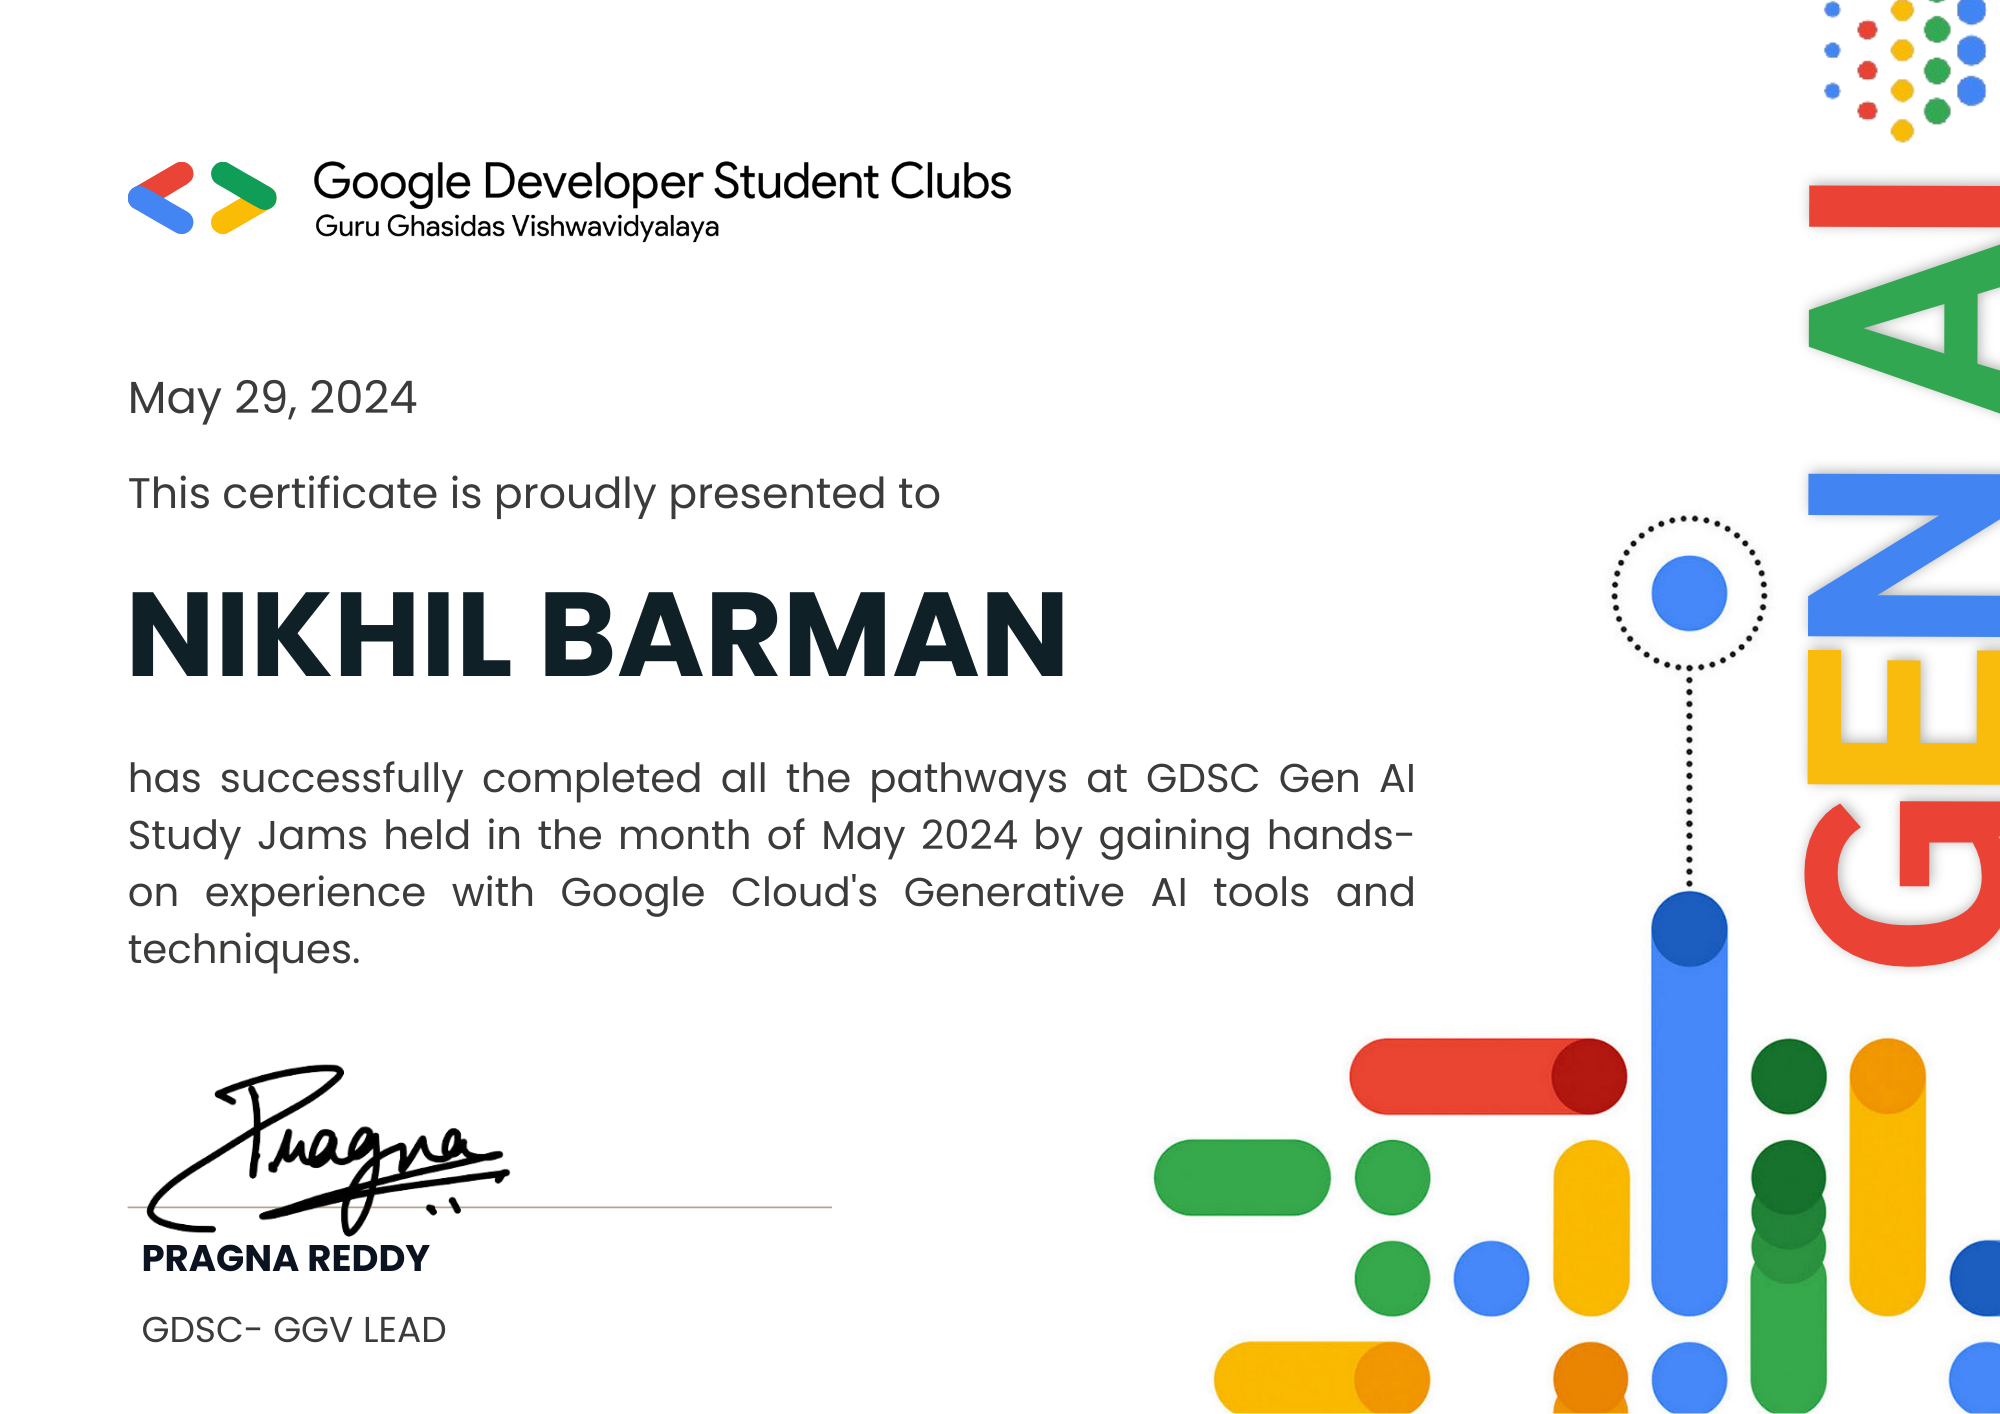 Google Developer Student Clubs
Guru Ghasidas Vishwavidyalaya
May 29, 2024
This certificate is proudly presented to
NIKHIL BARMAN
has successfully completed all the pathways at GDSC Gen AI
Study Jams held in the month of May 2024 by gaining hands-
on experience with Google Cloud's Generative AI tools and
techniques.
Pragna
PRAGNA REDDY
GDSC- GGV LEAD
GEN AI